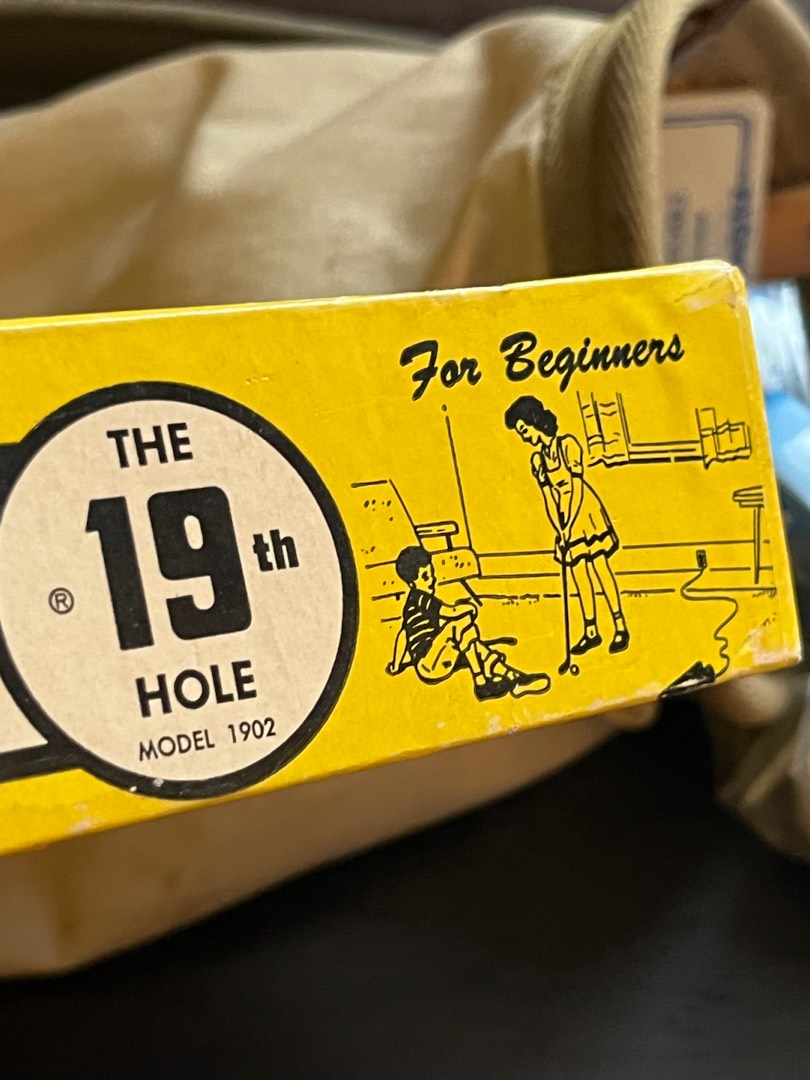 For Beginners
THE
19th
®
HOLE
MODEL 1902